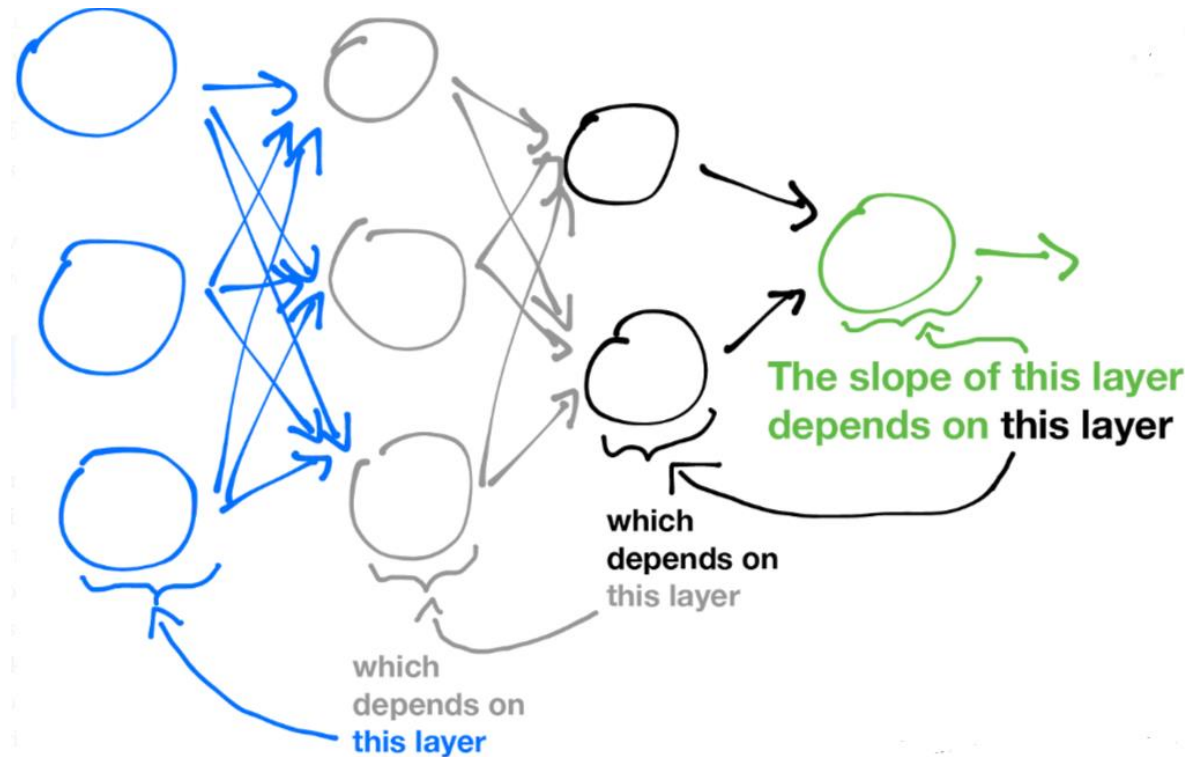 The slope of this layer
depends on this layer
which
depends on
this layer
which
depends on
this layer